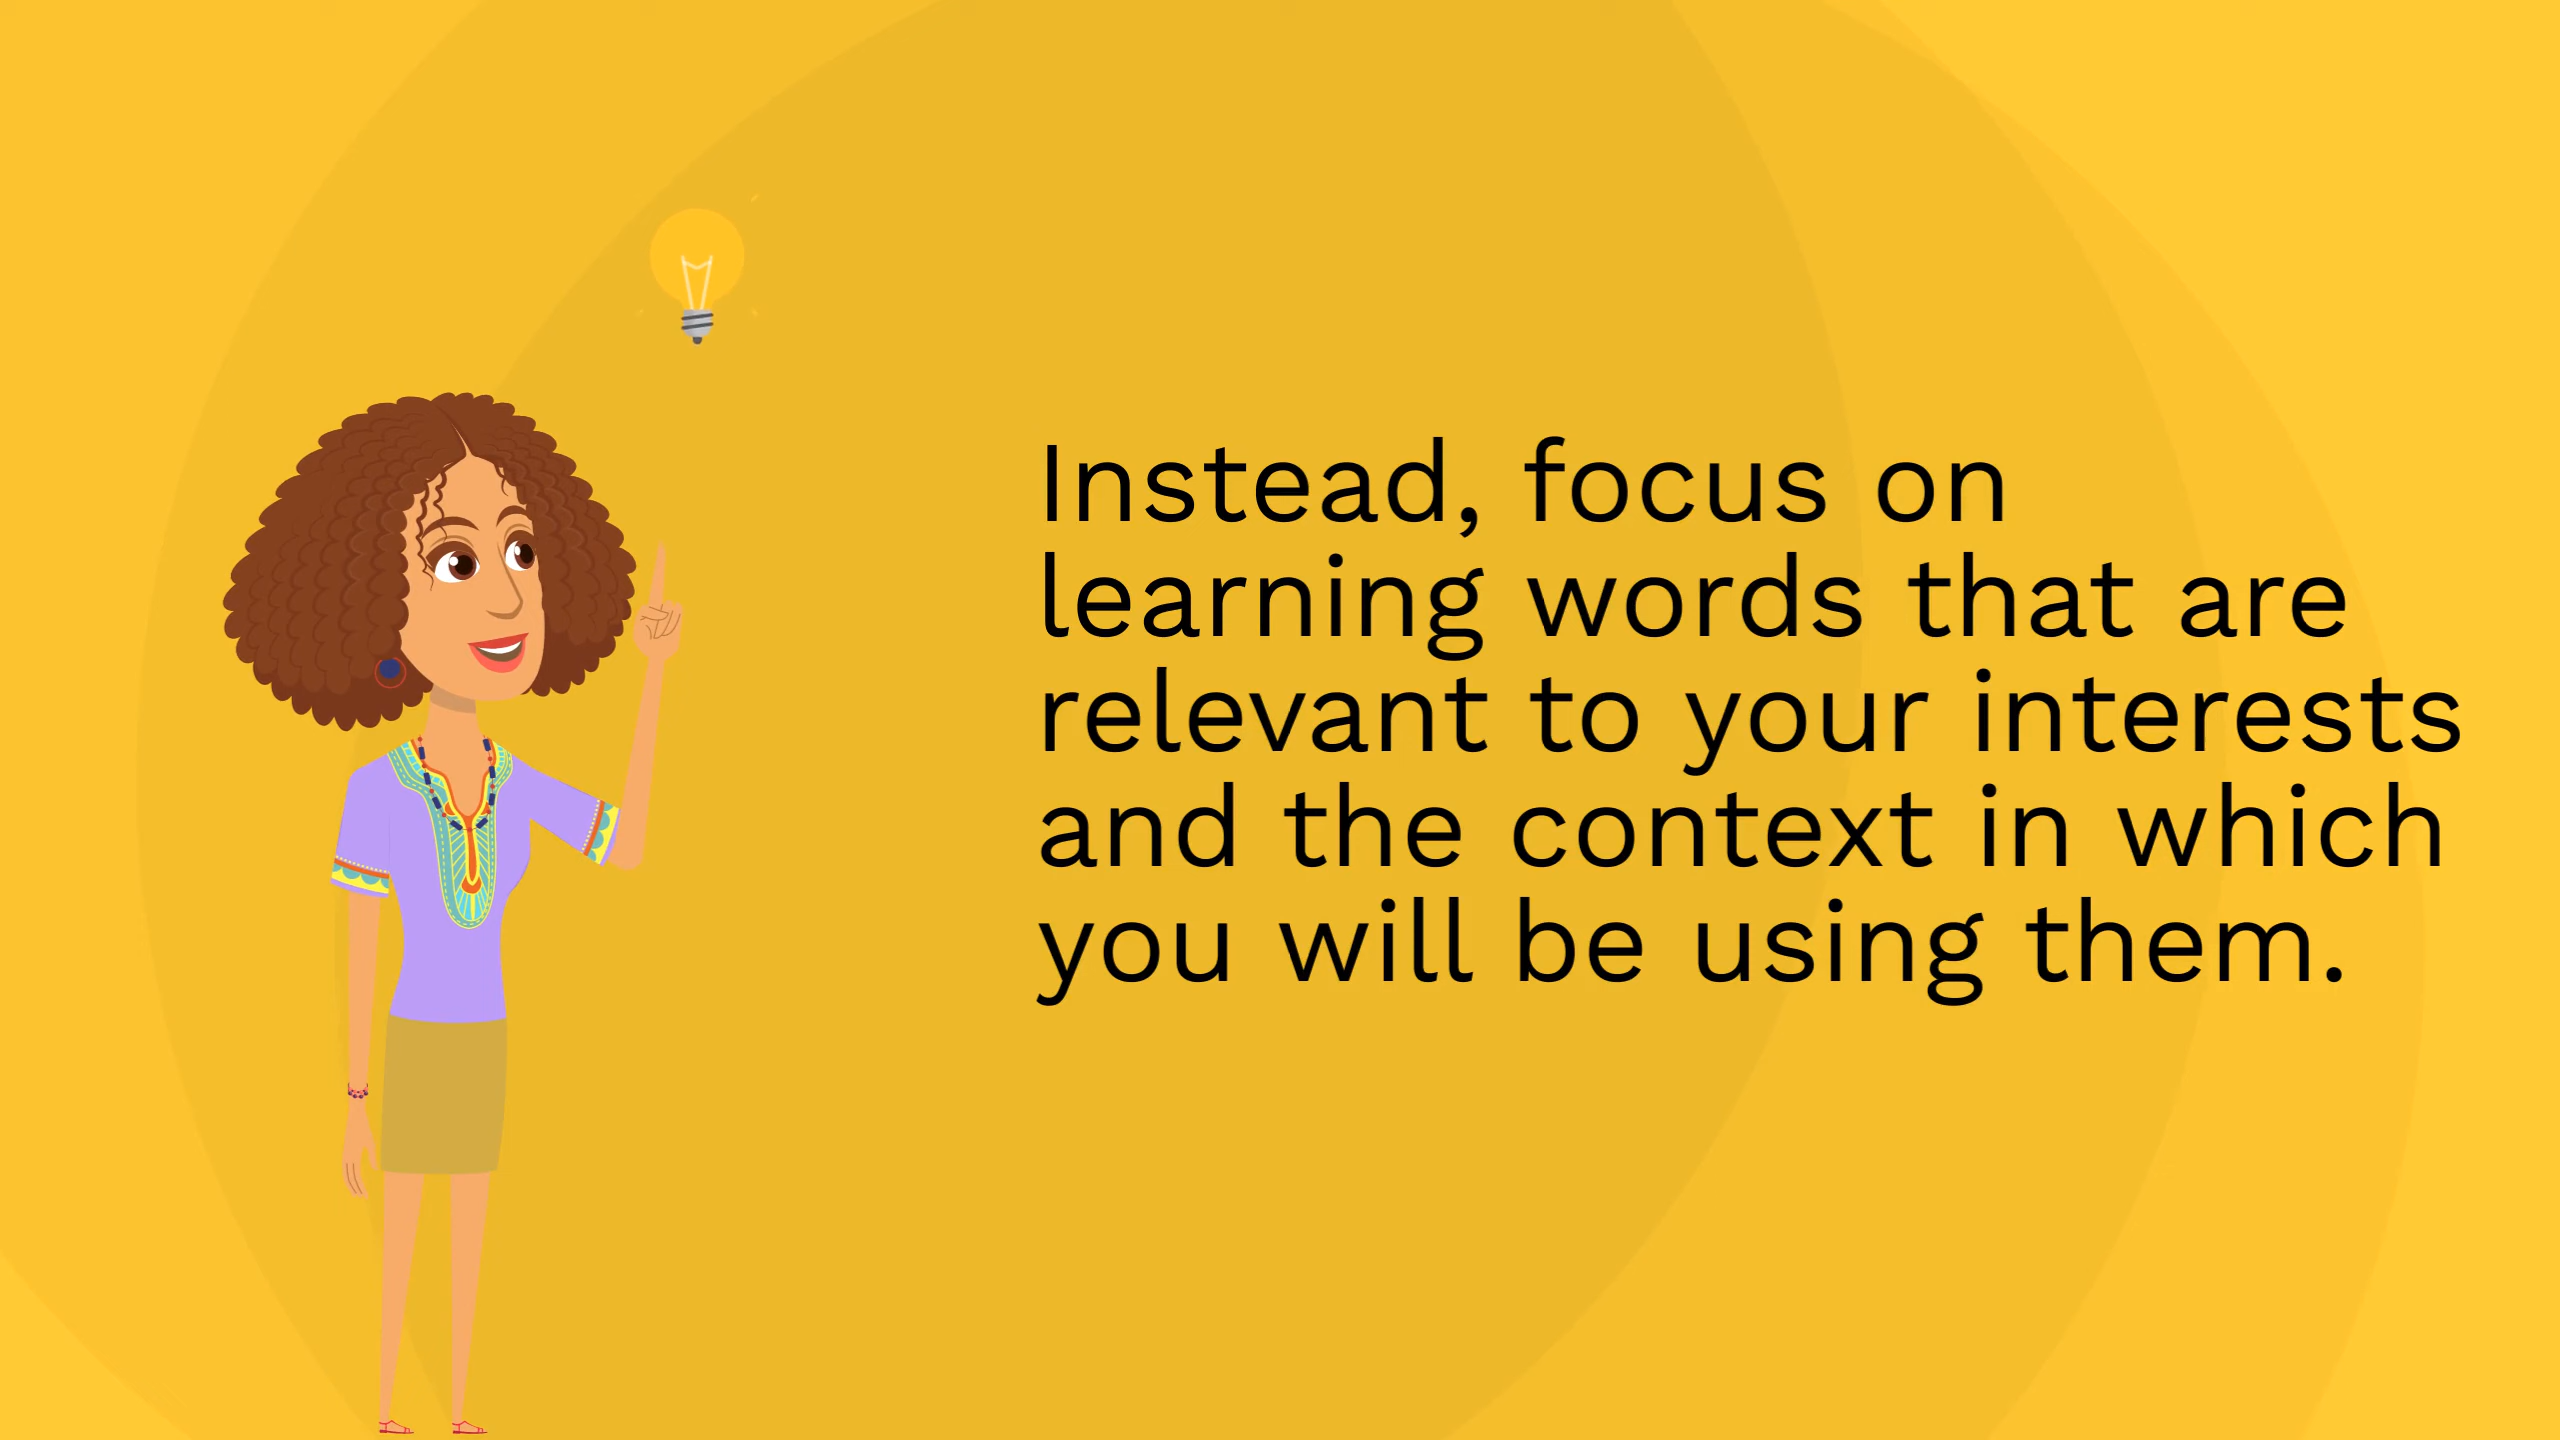 Instead, focus on
learning words that are
relevant to your interests
and the context in which
you will be using them.